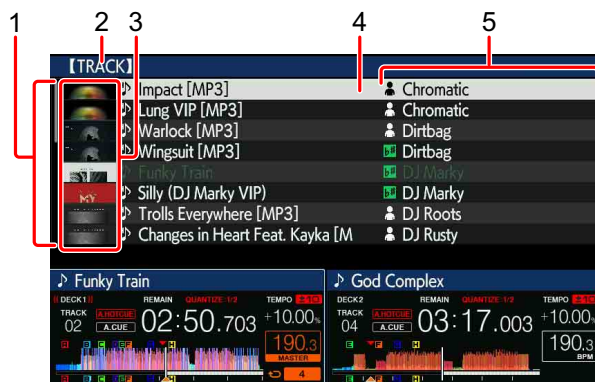 1 2 3 4 5
【TRACK】
Impact [MP3] Chromatic
Lung VIP [MP3] Chromatic
Warlock [MP3] Dirtbag
Wingsuit [MP3] Dirtbag
Funky Train DJ Marky
Silly (DJ Marky VIP) DJ Marky
Trolls Everywhere [MP3] DJ Roots
Changes in Heart Feat. Kayka [M DJ Rusty
♪ Funky Train ♪ God Complex
DECK1 REMAIN QUANTIZE 1/2 TEMPO ±10 DECK2 REMAIN QUANTIZE 1/2 TEMPO ±10
TRACK 02 A.HOTCUE A.CUE 02:50.703 +10.00% TRACK 04 A.HOTCUE A.CUE 03:17.003 +10.00%
190.3 MASTER 190.3 BPM
4